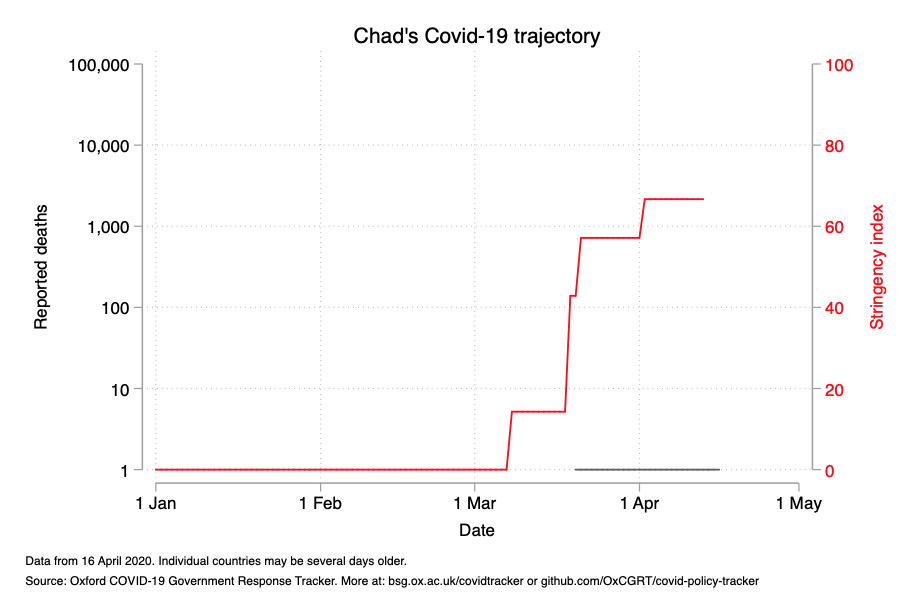 Chad's Covid-19 trajectory
100,000
10,000
1,000
100
10
1
Reported deaths
100
80
60
40
20
0
Stringency index
1 Jan
1 Feb
1 Mar
1 Apr
1 May
Date
Data from 16 April 2020. Individual countries may be several days older.
Source: Oxford COVID-19 Government Response Tracker. More at: bsg.ox.ac.uk/covidtracker or github.com/OxCGRT/covid-policy-tracker